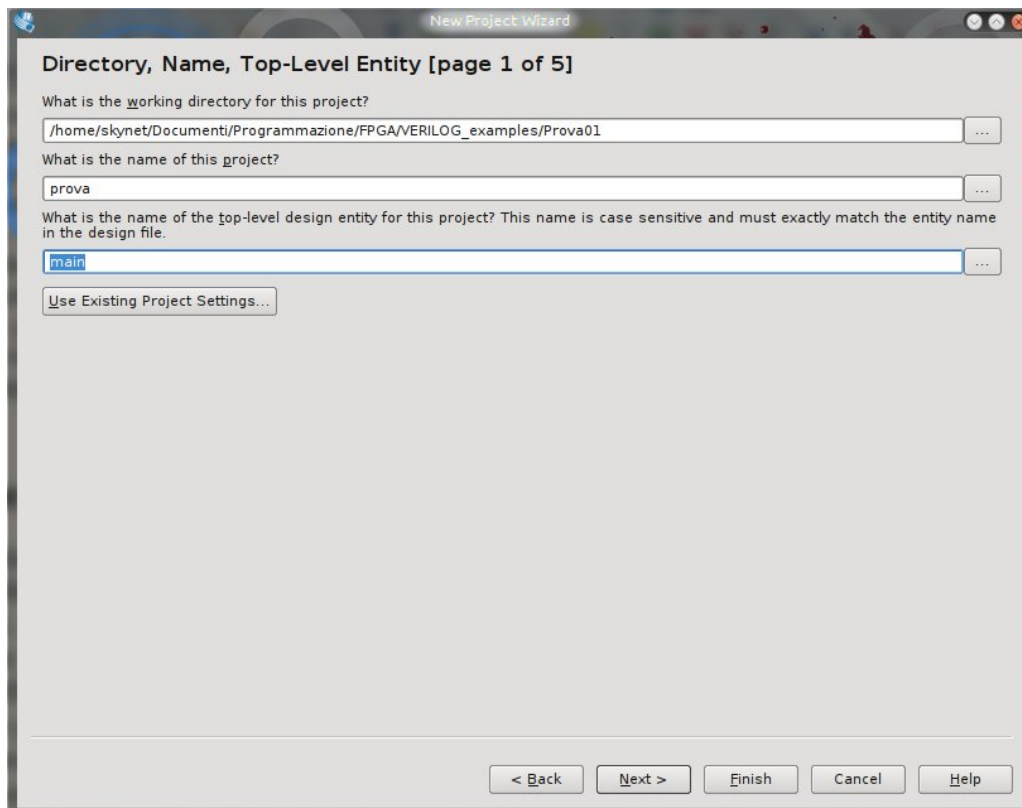 New Project Wizard
Directory, Name, Top-Level Entity [page 1 of 5]
What is the working directory for this project?
/home/skynet/Documenti/Programmazione/FPGA/VERILOG_examples/Prova01
...
What is the name of this project?
prova
...
What is the name of the top-level design entity for this project? This name is case sensitive and must exactly match the entity name
in the design file.
main
...
Use Existing Project Settings...
< Back
Next >
Finish
Cancel
Help